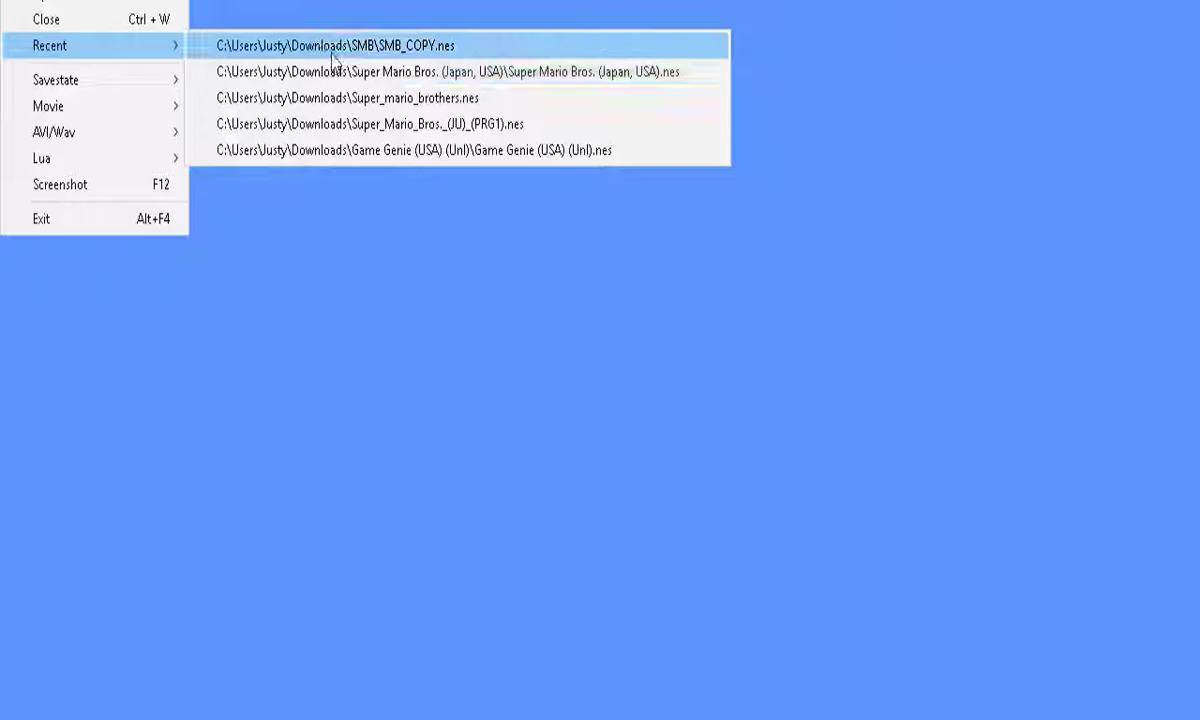 Close Ctrl + W
Recent
C:\Users\Justy\Downloads\SMB\SMB_COPY.nes
C:\Users\Justy\Downloads\Super Mario Bros. (Japan, USA)\Super Mario Bros. (Japan, USA).nes
C:\Users\Justy\Downloads\Super_mario_brothers.nes
C:\Users\Justy\Downloads\Super_Mario_Bros._(JU)_(PRG1).nes
C:\Users\Justy\Downloads\Game Genie (USA) (Unl)\Game Genie (USA) (Unl).nes
Savestate
Movie
AVI/Wav
Lua
Screenshot F12
Exit Alt+F4